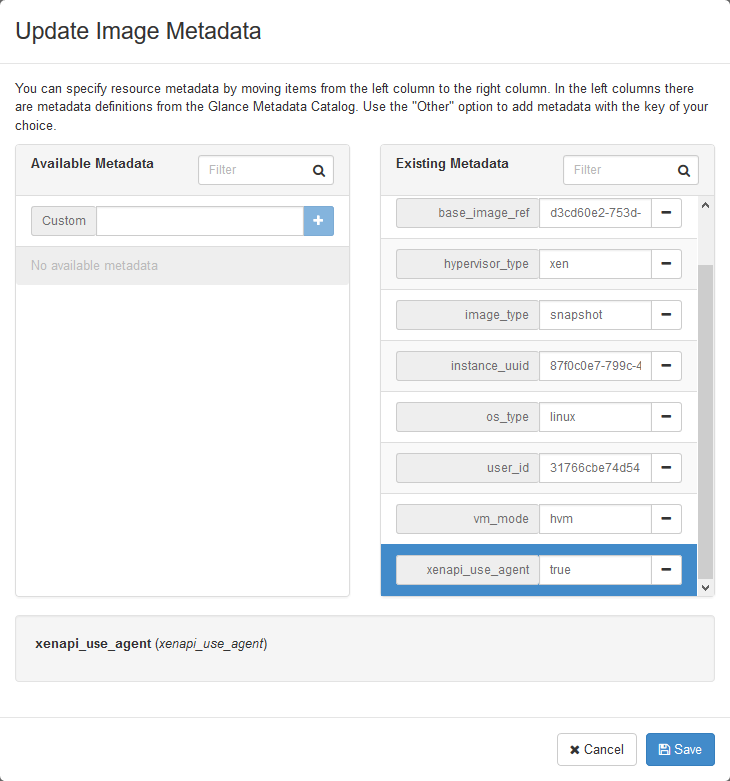 Update Image Metadata
You can specify resource metadata by moving items from the left column to the right column. In the left columns there
are metadata definitions from the Glance Metadata Catalog. Use the "Other" option to add metadata with the key of your
choice.
Available Metadata
Filter
Custom
No available metadata
Existing Metadata
Filter
base_image_ref d3cd60e2-753d-
hypervisor_type xen
image_type snapshot
instance_uuid 87f0c0e7-799c-4
os_type linux
user_id 31766cbe74d54
vm_mode hvm
xenapi_use_agent true
xenapi_use_agent (xenapi_use_agent)
Cancel Save